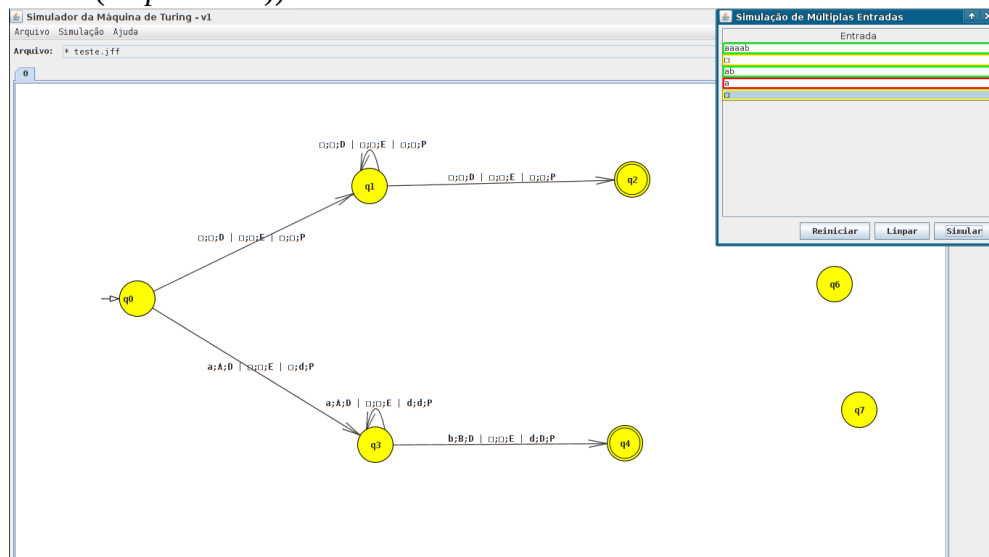 Simulador da Máquina de Turing - v1
Arquivo Simulação Ajuda
Arquivo: * teste.jff
0
Simulação de Múltiplas Entradas
Entrada
aaaab
□
ab
a
□
Reiniciar Limpar Simular
□;□;D | □;□;E | □;□;P
q1
□;□;D | □;□;E | □;□;P
q2
□;□;D | □;□;E | □;□;P
q0
q6
a;A;D | □;□;E | □;d;P
a;A;D | □;□;E | d;d;P
q3
b;B;D | □;□;E | d;D;P
q4
q7